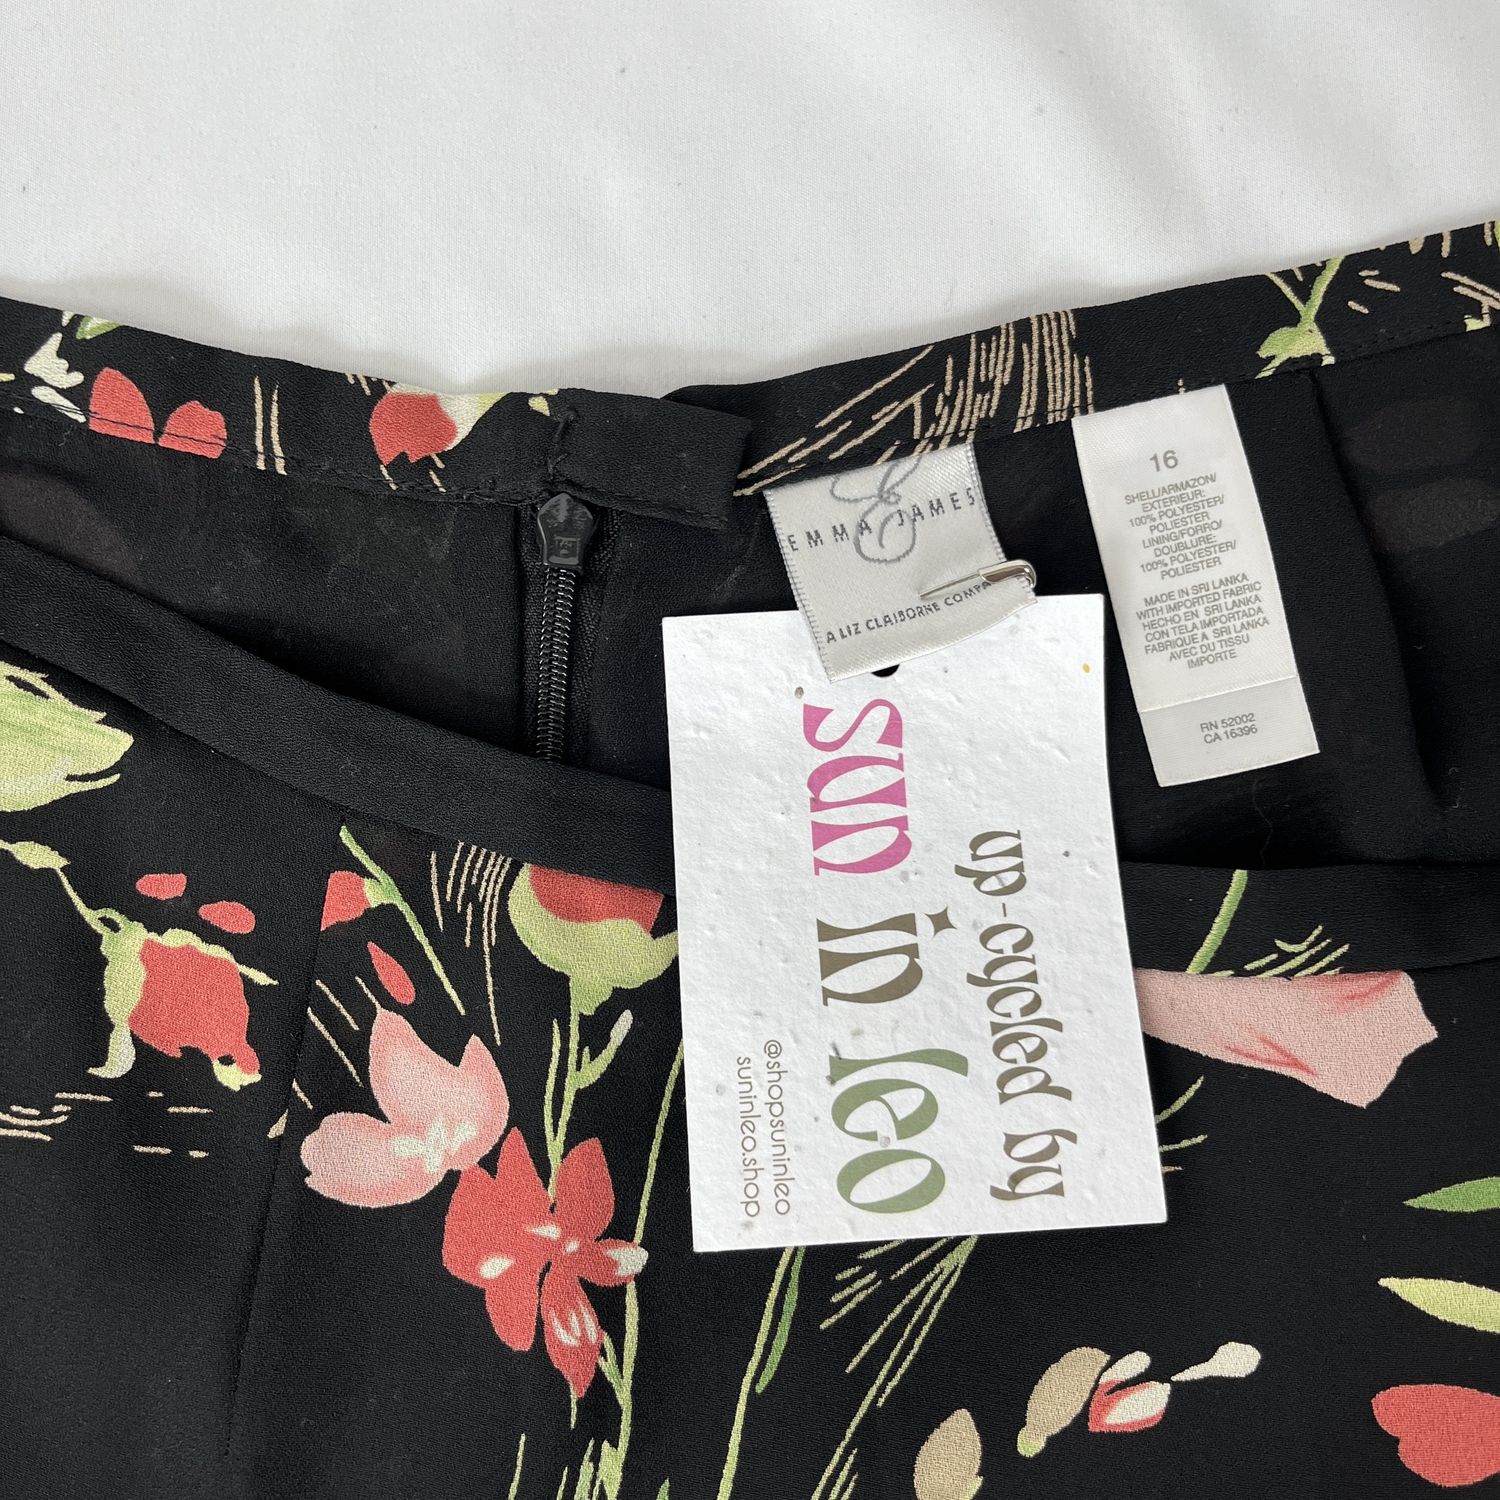 EMMA JAMES
A LIZ CLAIBORNE COMPA
16
SHELL/ARMAZON/
EXTERIEUR:
100% POLYESTER/
POLIESTER
LINING/FORRO/
DOUBLURE:
100% POLYESTER/
POLIESTER
MADE IN SRI LANKA
WITH IMPORTED FABRIC
HECHO EN SRI LANKA
CON TELA IMPORTADA
FABRIQUE A SRI LANKA
AVEC DU TISSU
IMPORTE
RN 52002
CA 16396
up-cycled by
sun in leo
@shopsuninleo
suninleo.shop